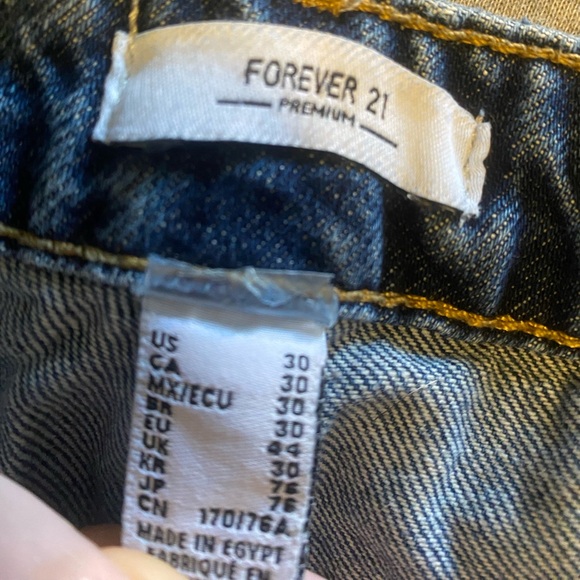 FOREVER 21
PREMIUM
US 30
CA 30
MX/ECU 30
BR 30
EU 44
UK 30
KR 76
JP 76
CN 170/76A
MADE IN EGYPT
FABRIQUÉ EN